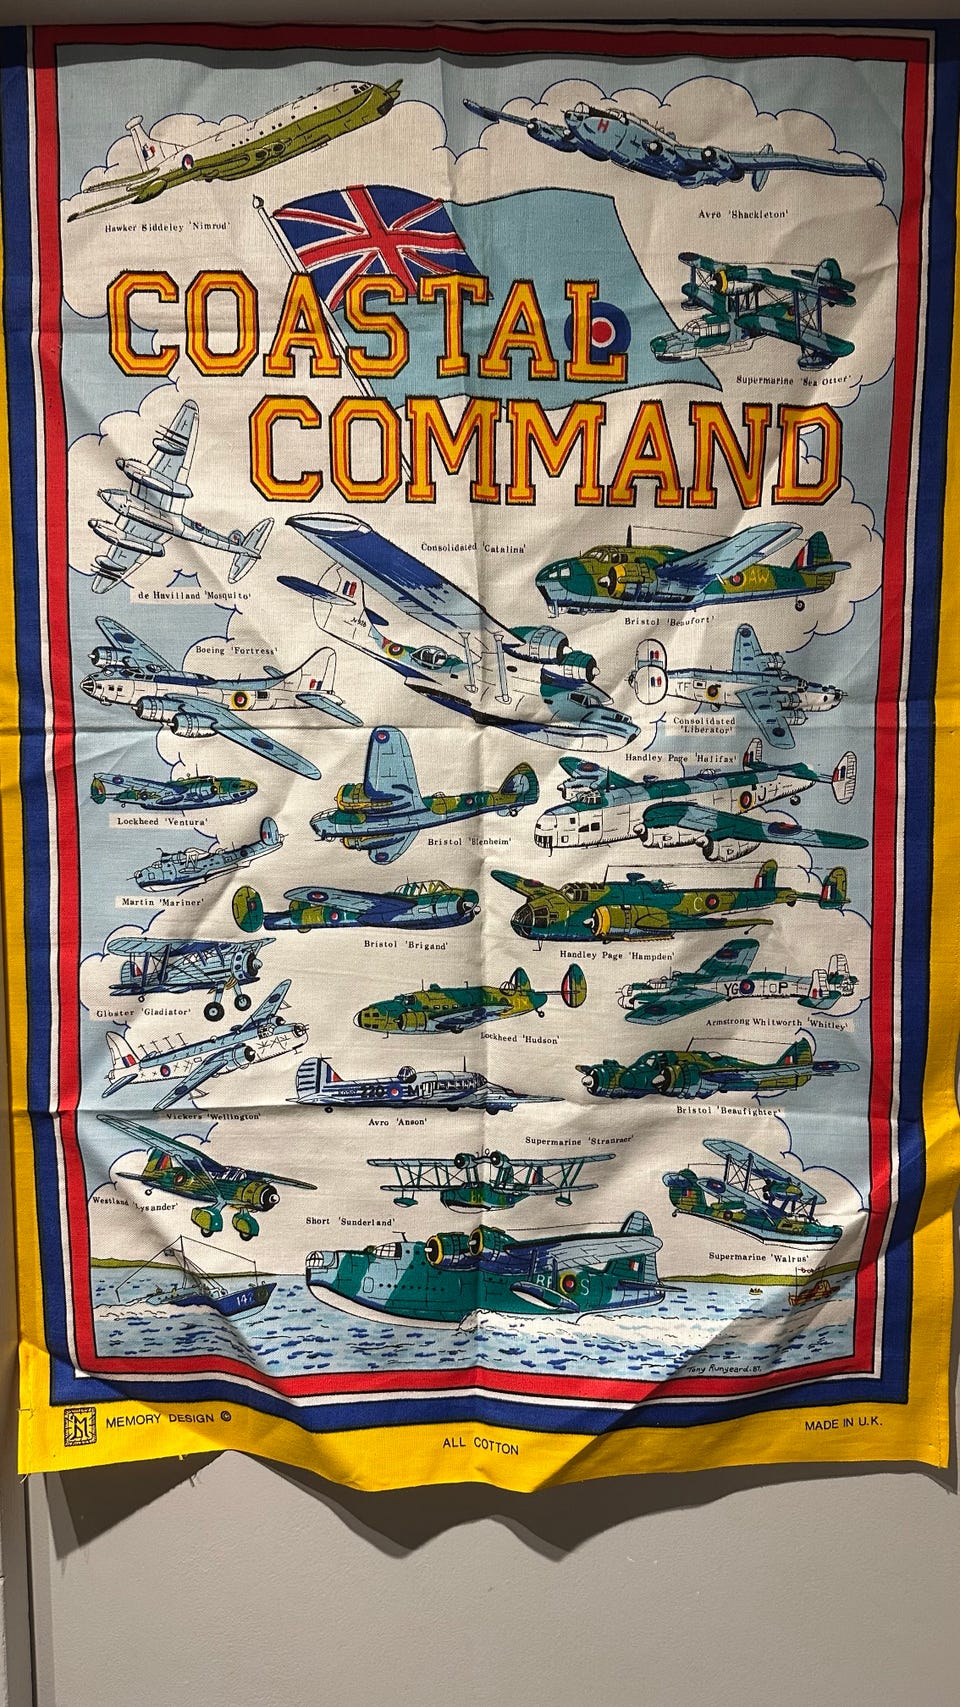 Hawker Siddeley 'Nimrod'
Avro 'Shackleton'
COASTAL
Supermarine 'Sea Otter'
COMMAND
de Havilland 'Mosquito'
Consolidated 'Catalina'
AW
Bristol 'Beaufort'
Boeing 'Fortress'
TF
Consolidated
'Liberator'
Handley Page 'Halifax'
J
Lockheed 'Ventura'
Bristol 'Blenheim'
Martin 'Mariner'
C
Bristol 'Brigand'
Handley Page 'Hampden'
Gloster 'Gladiator'
YG P
Lockheed 'Hudson'
Armstrong Whitworth 'Whitley'
Vickers 'Wellington'
Avro 'Anson'
Bristol 'Beaufighter'
Supermarine 'Stranraer'
Westland 'Lysander'
Short 'Sunderland'
Supermarine 'Walrus'
S
Tony Runyeard. 87.
M MEMORY DESIGN ©
ALL COTTON
MADE IN U.K.